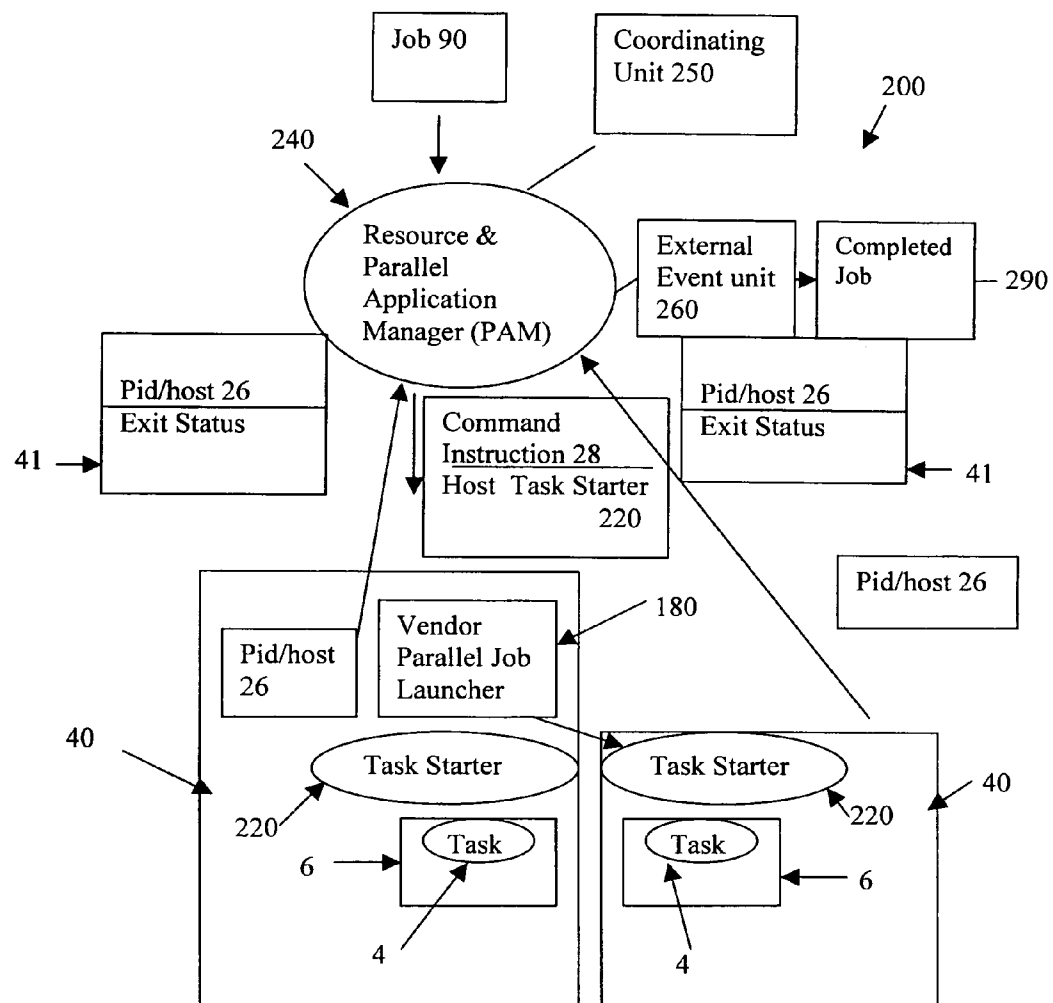 Job 90
Coordinating
Unit 250
200
240
Resource &
Parallel
Application
Manager (PAM)
External
Event unit
260
Completed
Job
290
Pid/host 26
Exit Status
41
Command
Instruction 28
Host Task Starter
220
Pid/host 26
Exit Status
41
Pid/host 26
180
Vendor
Parallel Job
Launcher
Pid/host
26
40
Task Starter
Task Starter
40
220
220
Task
Task
6
6
4
4